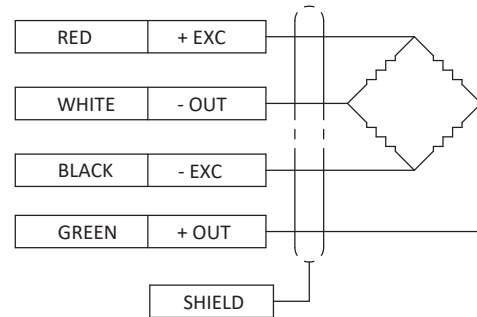 RED + EXC
WHITE - OUT
BLACK - EXC
GREEN + OUT
SHIELD